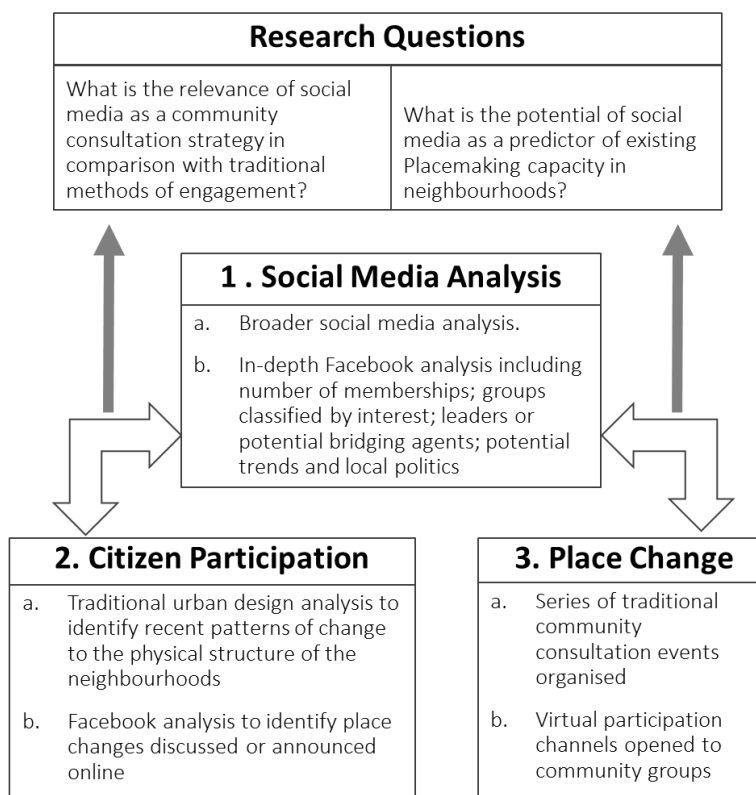 Research Questions
What is the relevance of social
media as a community
consultation strategy in
comparison with traditional
methods of engagement?
What is the potential of social
media as a predictor of existing
Placemaking capacity in
neighbourhoods?
1 . Social Media Analysis
a. Broader social media analysis.
b. In-depth Facebook analysis including
number of memberships; groups
classified by interest; leaders or
potential bridging agents; potential
trends and local politics
2. Citizen Participation
a. Traditional urban design analysis to
identify recent patterns of change
to the physical structure of the
neighbourhoods
b. Facebook analysis to identify place
changes discussed or announced
online
3. Place Change
a. Series of traditional
community
consultation events
organised
b. Virtual participation
channels opened to
community groups